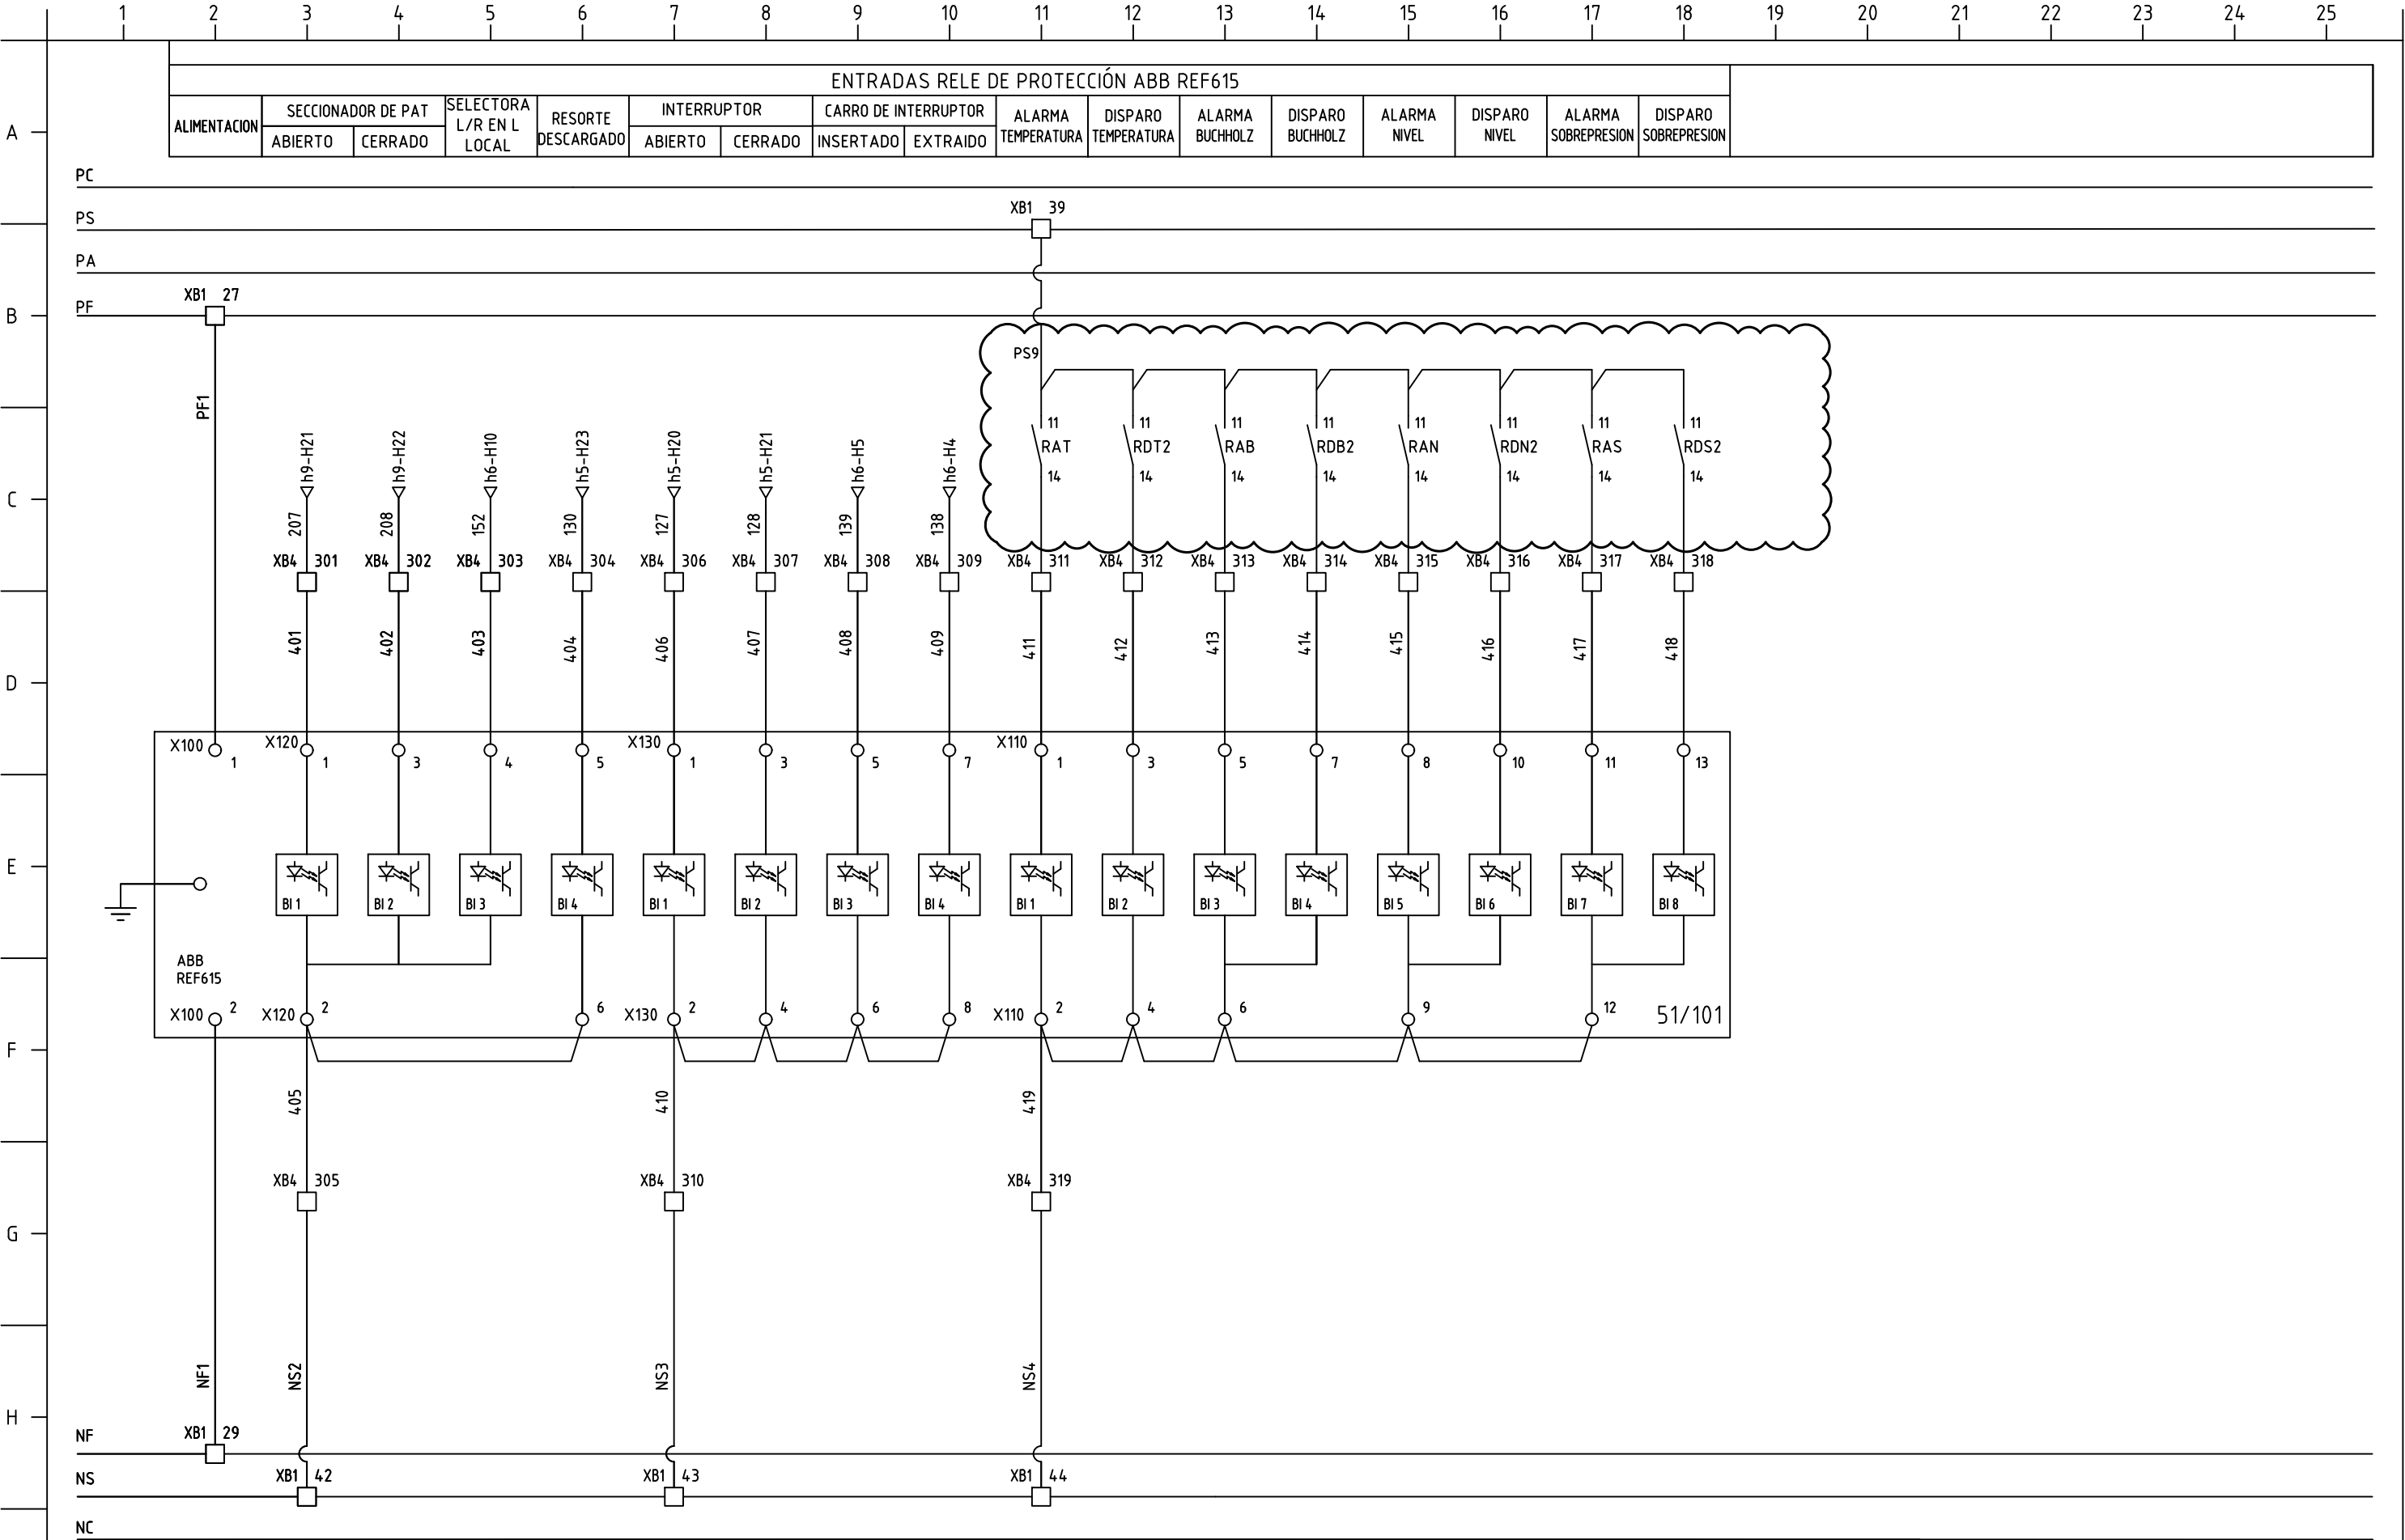 1 2 3 4 5 6 7 8 9 10 11 12 13 14 15 16 17 18 19 20 21 22 23 24 25
ENTRADAS RELE DE PROTECCIÓN ABB REF615
ALIMENTACION
SECCIONADOR DE PAT
ABIERTO CERRADO
SELECTORA
L/R EN L
LOCAL
RESORTE
DESCARGADO
INTERRUPTOR
ABIERTO CERRADO
CARRO DE INTERRUPTOR
INSERTADO EXTRAIDO
ALARMA
TEMPERATURA
DISPARO
TEMPERATURA
ALARMA
BUCHHOLZ
DISPARO
BUCHHOLZ
ALARMA
NIVEL
DISPARO
NIVEL
ALARMA
SOBREPRESION
DISPARO
SOBREPRESION
A
PC
PS
XB1 39
PA
XB1 27
PF
B
PS9
PF1
11 11 11 11 11 11 11 11
RAT RDT2 RAB RDB2 RAN RDN2 RAS RDS2
14 14 14 14 14 14 14 14
h9-H21 h9-H22 h6-H10 h5-H23 h5-H20 h5-H21 h6-H5 h6-H4
C
207 208 152 130 127 128 139 138
XB4 301 XB4 302 XB4 303 XB4 304 XB4 306 XB4 307 XB4 308 XB4 309 XB4 311 XB4 312 XB4 313 XB4 314 XB4 315 XB4 316 XB4 317 XB4 318
401 402 403 404 406 407 408 409 411 412 413 414 415 416 417 418
D
X100 X120 X130 X110
1 1 3 4 5 1 3 5 7 1 3 5 7 8 10 11 13
E
BI 1 BI 2 BI 3 BI 4 BI 1 BI 2 BI 3 BI 4 BI 1 BI 2 BI 3 BI 4 BI 5 BI 6 BI 7 BI 8
ABB
REF615
X100 2 X120 2 6 X130 2 4 6 8 X110 2 4 6 9 12 51/101
F
405 410 419
XB4 305 XB4 310 XB4 319
G
NF1 NS2 NS3 NS4
H
NF XB1 29
NS XB1 42 XB1 43 XB1 44
NC